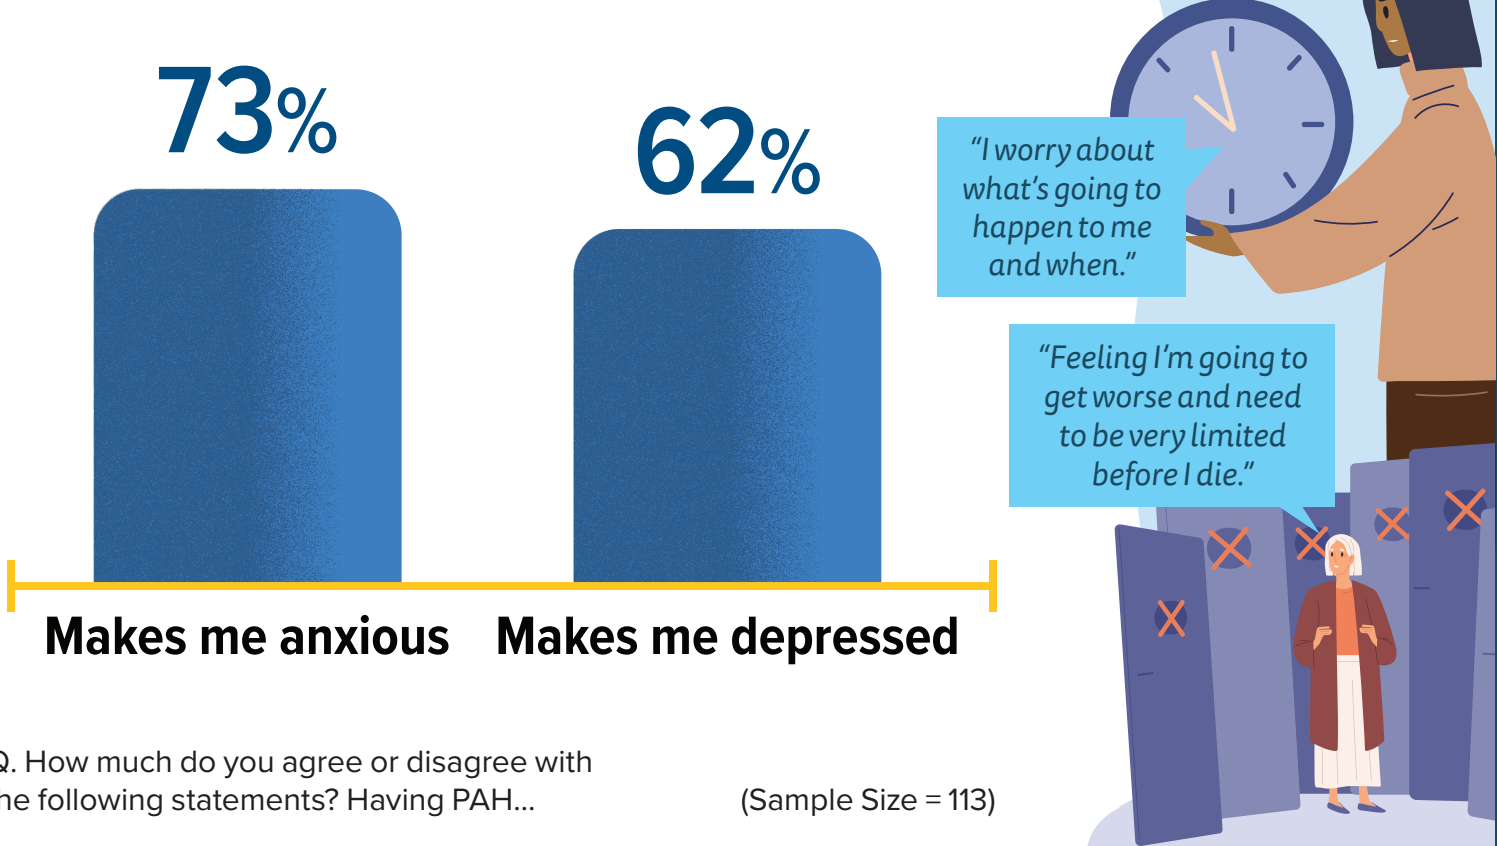 73%
62%
Makes me anxious
Makes me depressed
"I worry about
what's going to
happen to me
and when."
"Feeling I'm going to
get worse and need
to be very limited
before I die."
Q. How much do you agree or disagree with
he following statements? Having PAH...
(Sample Size = 113)